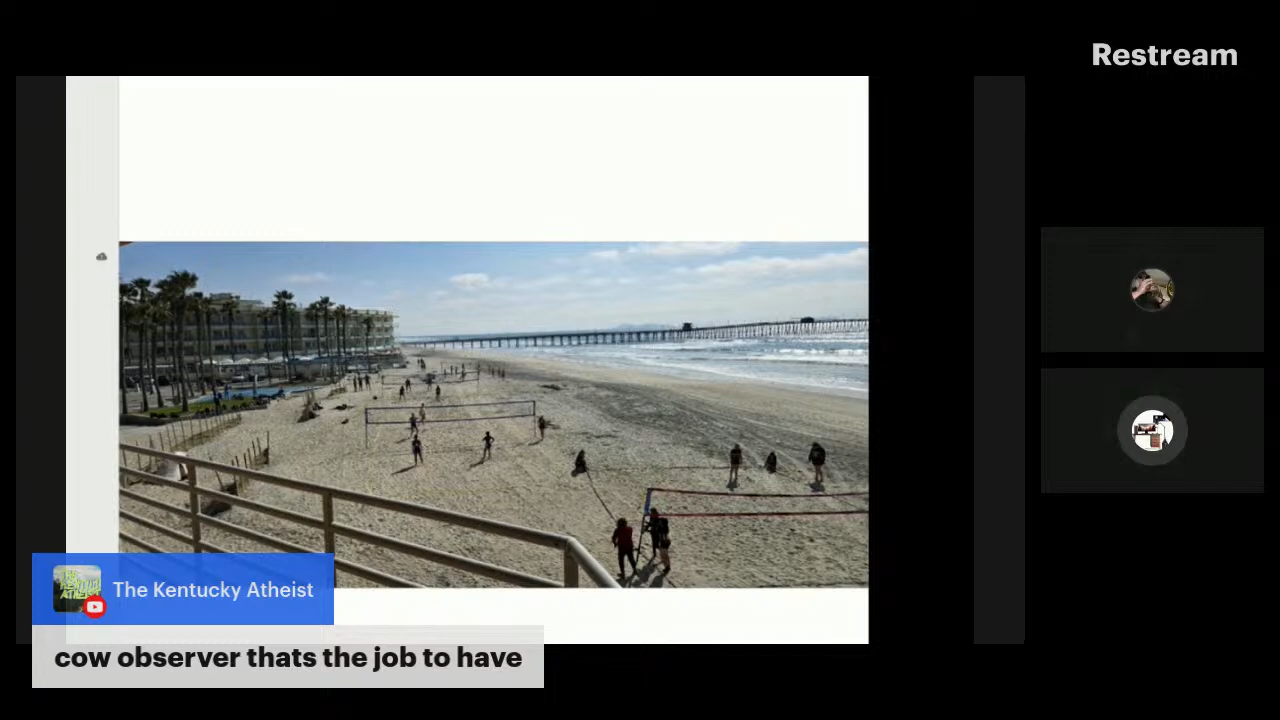 Restream
The Kentucky Atheist
cow observer thats the job to have